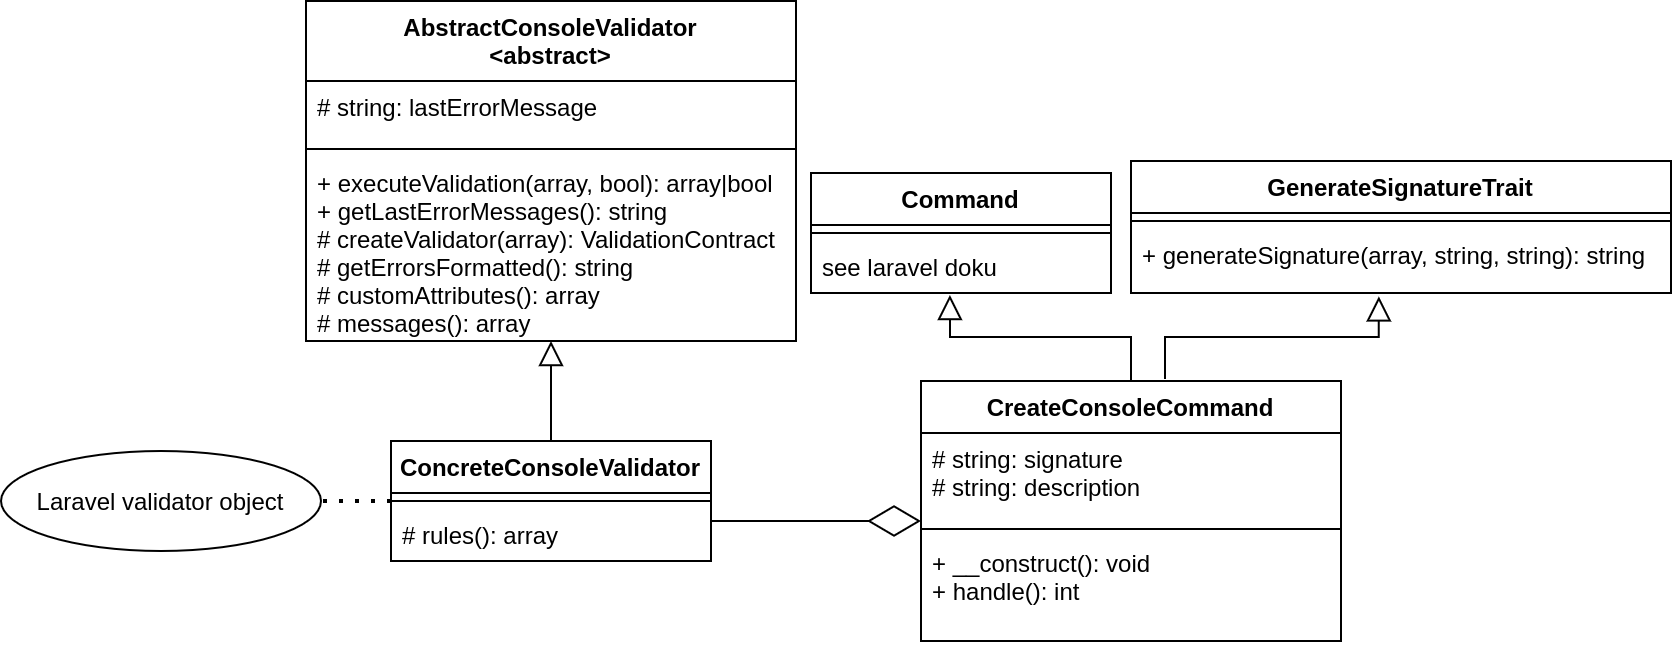 AbstractConsoleValidator
<abstract>
# string: lastErrorMessage
+ executeValidation(array, bool): array|bool
+ getLastErrorMessages(): string
# createValidator(array): ValidationContract
# getErrorsFormatted(): string
# customAttributes(): array
# messages(): array
Command
see laravel doku
GenerateSignatureTrait
+ generateSignature(array, string, string): string
Laravel validator object
ConcreteConsoleValidator
# rules(): array
CreateConsoleCommand
# string: signature
# string: description
+ __construct(): void
+ handle(): int